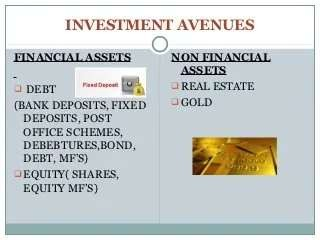 INVESTMENT AVENUES
FINANCIAL ASSETS
DEBT
Fixed Deposit
(BANK DEPOSITS, FIXED
DEPOSITS, POST
OFFICE SCHEMES,
DEBEBTURES,BOND,
DEBT, MF'S)
EQUITY( SHARES,
EQUITY MF'S)
NON FINANCIAL
ASSETS
REAL ESTATE
GOLD